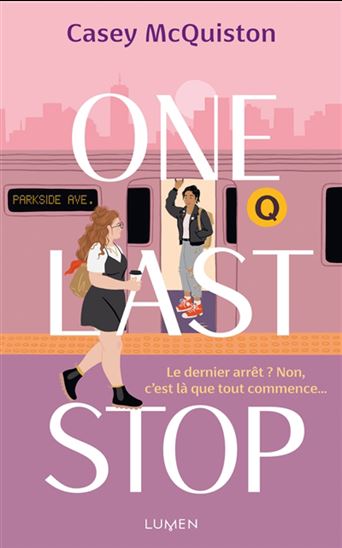 Casey McQuiston
ONE
PARKSIDE AVE.
Q
LAST
Le dernier arrêt ? Non,
c'est là que tout commence...
STOP
LUMEN